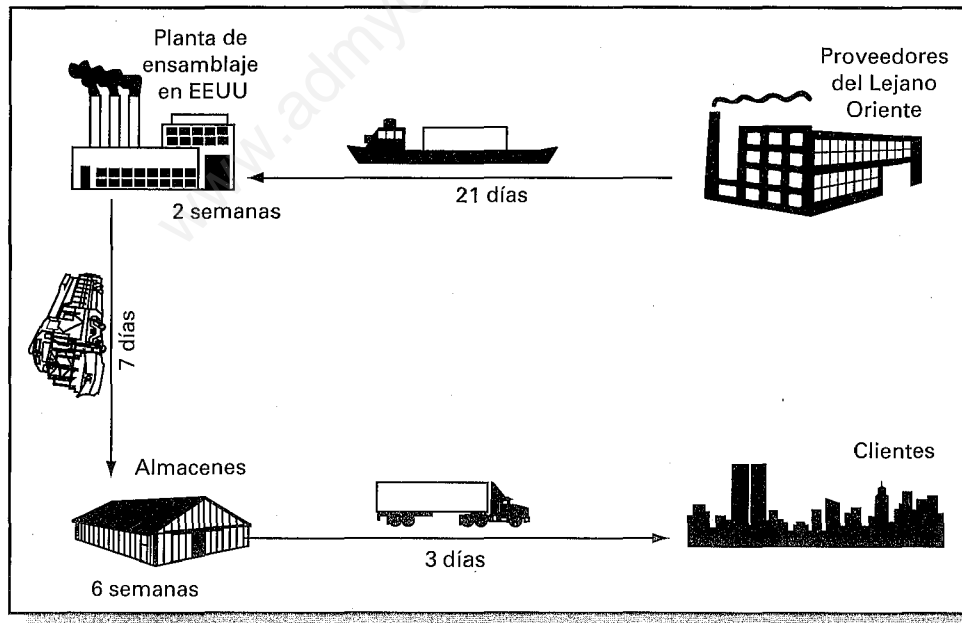 Planta de
ensamblaje
en EEUU
Proveedores
del Lejano
Oriente
21 días
2 semanas
7 días
Almacenes
Clientes
3 días
6 semanas